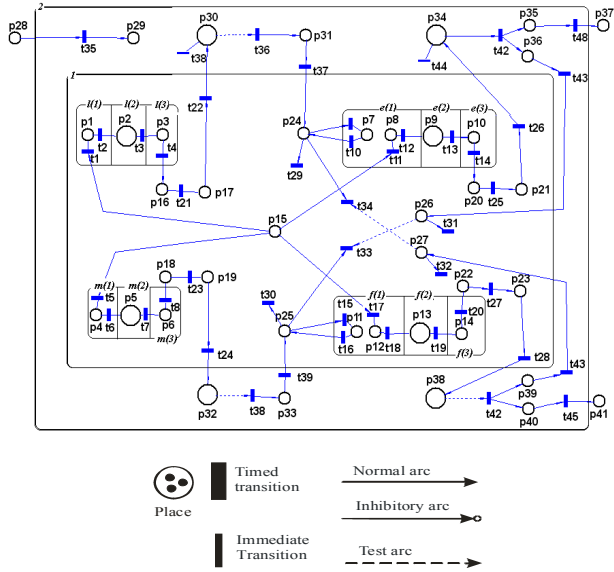 2
p28
t35
p29
p30
t38
t36
p31
p34
t44
t42
p35
t48
p37
p36
t43
1
t37
l(1) l(2) l(3)
p1
t2
p2
t3
p3
t1
t4
p16
t21
p17
t22
p24
t29
p7
t10
e(1) e(2) e(3)
p8
t12
p9
t13
p10
t11
t14
p20
t25
p21
t26
t34
p15
t33
p26
t31
p27
t32
m(1) m(2)
m(3)
t5
p4
t6
p5
t7
p6
t8
p18
t23
p19
t24
t30
p25
t15
p11
t16
f(1) f(2)
f(3)
t17
p12
t18
p13
t19
p14
t20
p22
t27
p23
t28
t39
p32
t38
p33
p38
t42
p39
t43
p40
t45
p41
Place
Timed
transition
Immediate
Transition
Normal arc
Inhibitory arc
Test arc